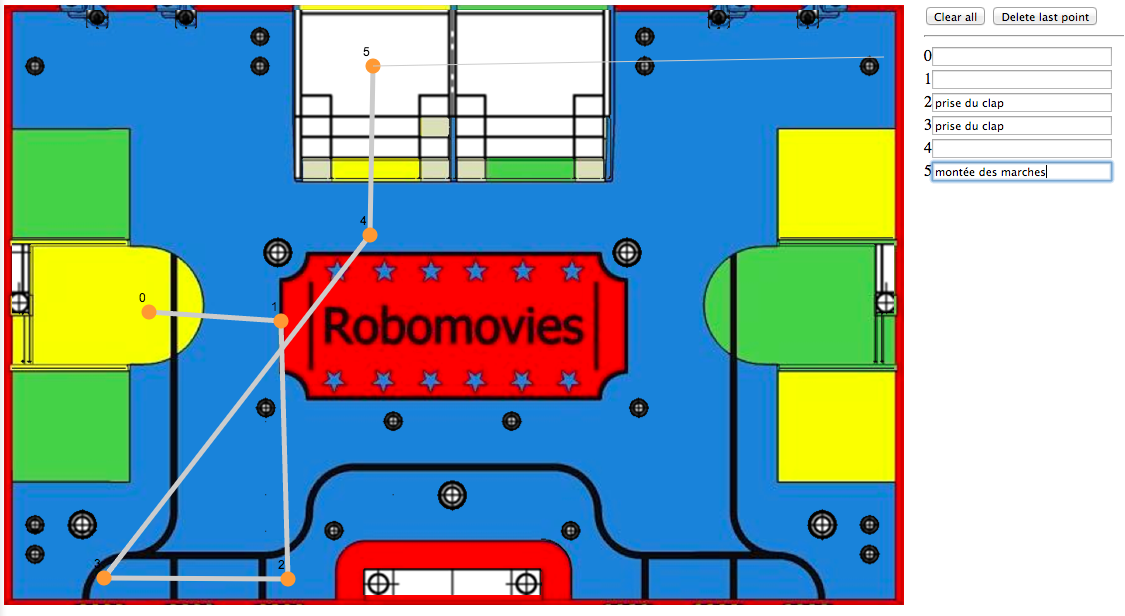 Clear all Delete last point
0
1
2 prise du clap
3 prise du clap
4
5 montée des marches
5
4
0
1
Robomovies
3
2